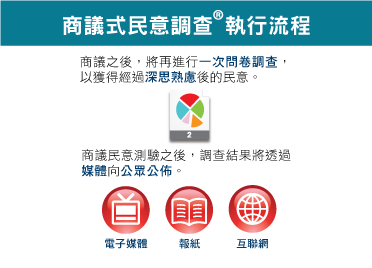 商議式民意調查®執行流程
商議之後，將再進行一次問卷調查，
以獲得經過深思熟慮後的民意。
2
商議民意測驗之後，調查結果將透過
媒體向公眾公佈。
電子媒體 報紙 互聯網